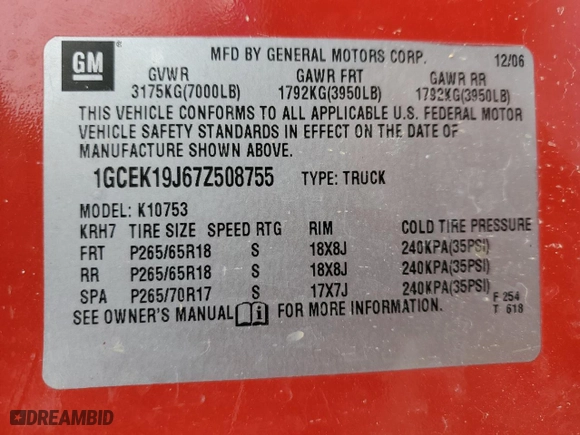 GM
MFD BY GENERAL MOTORS CORP. 12/06
GVWR GAWR FRT GAWR RR
3175KG(7000LB) 1792KG(3950LB) 1792KG(3950LB)
THIS VEHICLE CONFORMS TO ALL APPLICABLE U.S. FEDERAL MOTOR
VEHICLE SAFETY STANDARDS IN EFFECT ON THE DATE OF
MANUFACTURE SHOWN ABOVE.
1GCEK19J67Z508755 TYPE: TRUCK
MODEL: K10753
KRH7 TIRE SIZE SPEED RTG RIM COLD TIRE PRESSURE
FRT P265/65R18 S 18X8J 240KPA(35PSI)
RR P265/65R18 S 18X8J 240KPA(35PSI)
SPA P265/70R17 S 17X7J 240KPA(35PSI)
SEE OWNER'S MANUAL FOR MORE INFORMATION.
F 254
T 618
DREAMBID